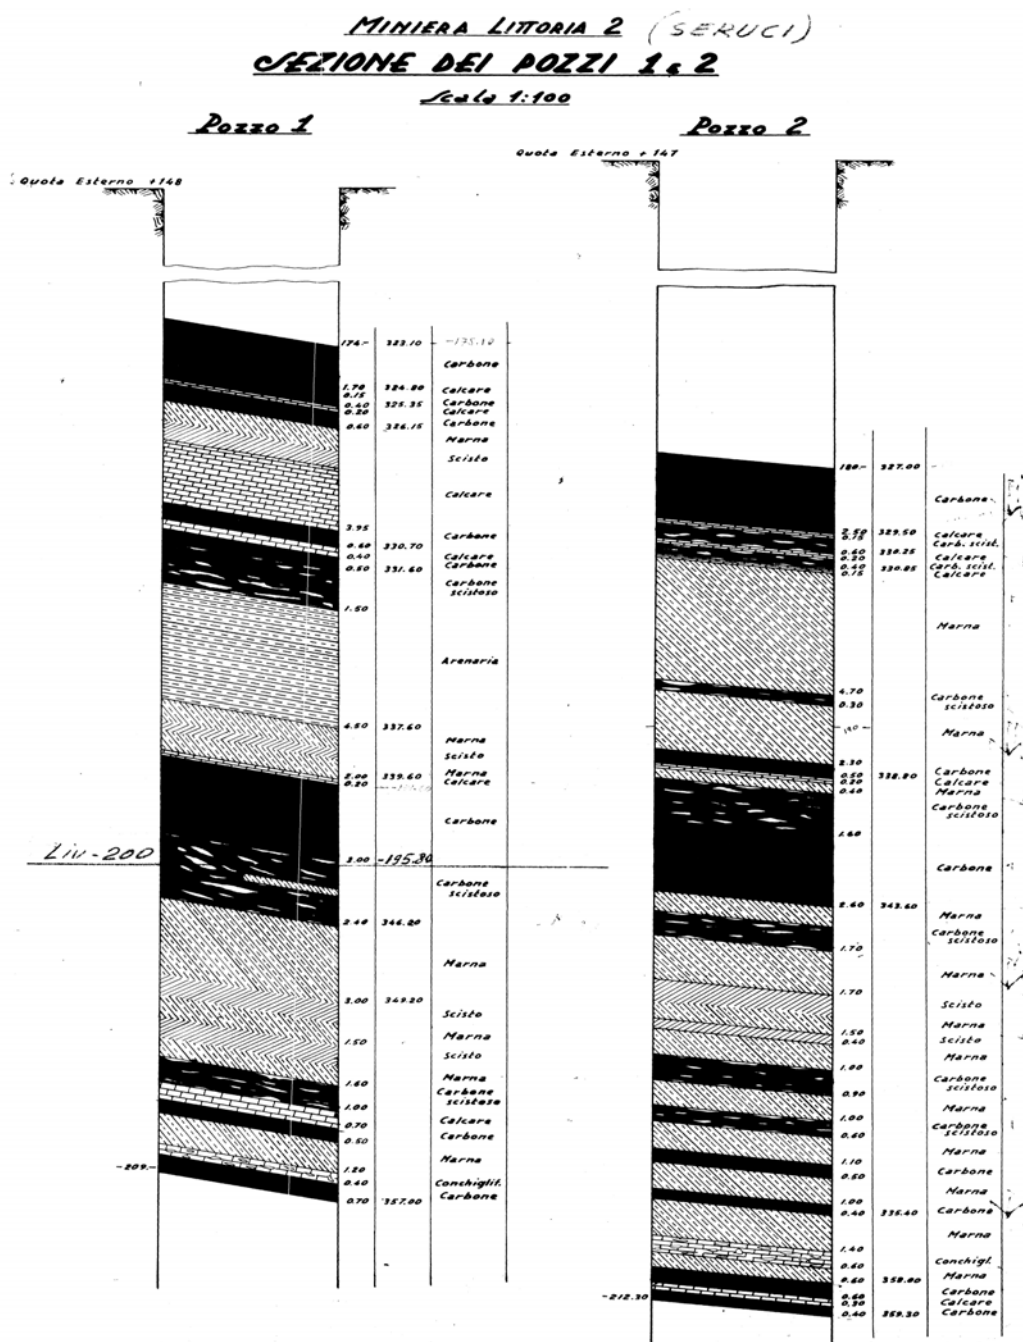 MINIERA LITTORIA 2 (SERUCI)
SEZIONE DEI POZZI 1 e 2
Scala 1:100
Pozzo 1
Pozzo 2
Quota Esterno +148
Quota Esterno +147
174.- 323.10 -175.10
Carbone
1.70 324.80 Calcare
0.15
0.40 325.35 Carbone
0.20 Calcare
0.60 326.15 Carbone
Marna
Scisto
Calcare
3.95
Carbone
0.60 330.70
0.40 Calcare
0.50 331.60 Carbone
Carbone
scistoso
1.50
Arenaria
4.50 337.60
Marna
Scisto
2.00 339.60 Marna
0.20 Calcare
Carbone
Liv-200
3.00 -195.80
Carbone
scistoso
2.40 346.20
Marna
3.00 349.20
Scisto
1.50 Marna
Scisto
1.60 Marna
Carbone
scistoso
1.00
0.70 Calcare
0.50 Carbone
Marna
-209.-
1.20
0.40 Conchiglif.
0.70 357.00 Carbone
180.- 327.00
Carbone
2.50 329.50 Calcare
0.15 Carb. scist.
0.60 330.25
0.20 Calcare
0.40 330.85 Carb. scist.
0.15 Calcare
Marna
4.70 Carbone
0.30 scistoso
190-
Marna
2.30
0.50 338.80 Carbone
0.20 Calcare
0.40 Marna
Carbone
scistoso
1.60
Carbone
2.60 343.60
Marna
Carbone
scistoso
1.70
Marna
1.70
Scisto
Marna
1.50
0.40 Scisto
Marna
1.00
Carbone
scistoso
0.90
Marna
1.00
Carbone
0.60 scistoso
Marna
1.10
Carbone
0.50
Marna
1.00
0.40 335.40 Carbone
Marna
1.40
Conchigl.
0.60
0.60 358.00 Marna
-212.30
Carbone
0.60
0.30 Calcare
0.40 359.30 Carbone